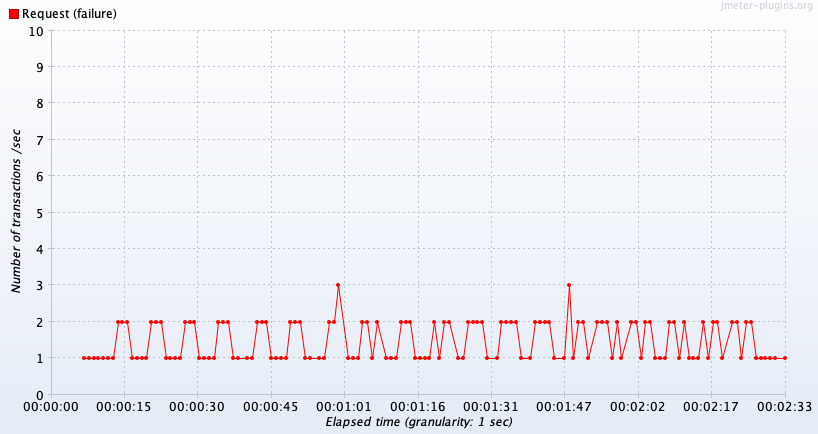 jmeter-plugins.org
Request (failure)
10
9
8
7
6
5
4
3
2
1
0
Number of transactions /sec
00:00:00 00:00:15 00:00:30 00:00:45 00:01:01 00:01:16 00:01:31 00:01:47 00:02:02 00:02:17 00:02:33
Elapsed time (granularity: 1 sec)